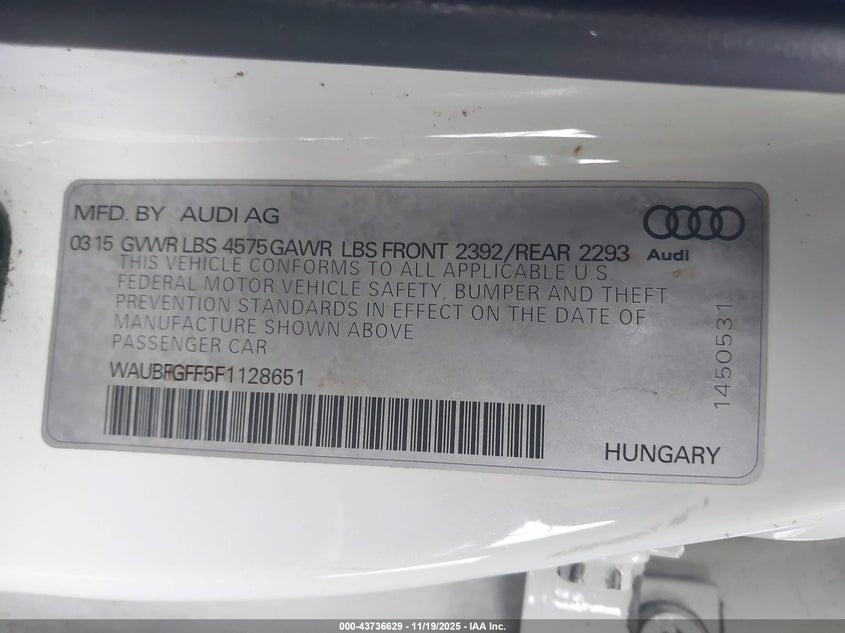 MFD. BY AUDI AG
Audi
03 15 GVWR LBS 4575 GAWR LBS FRONT 2392/REAR 2293
THIS VEHICLE CONFORMS TO ALL APPLICABLE U.S.
FEDERAL MOTOR VEHICLE SAFETY, BUMPER AND THEFT
PREVENTION STANDARDS IN EFFECT ON THE DATE OF
MANUFACTURE SHOWN ABOVE
PASSENGER CAR
WAUBFGFF5F1128651
1450531
HUNGARY
000-43736629 - 11/19/2025 - IAA Inc.